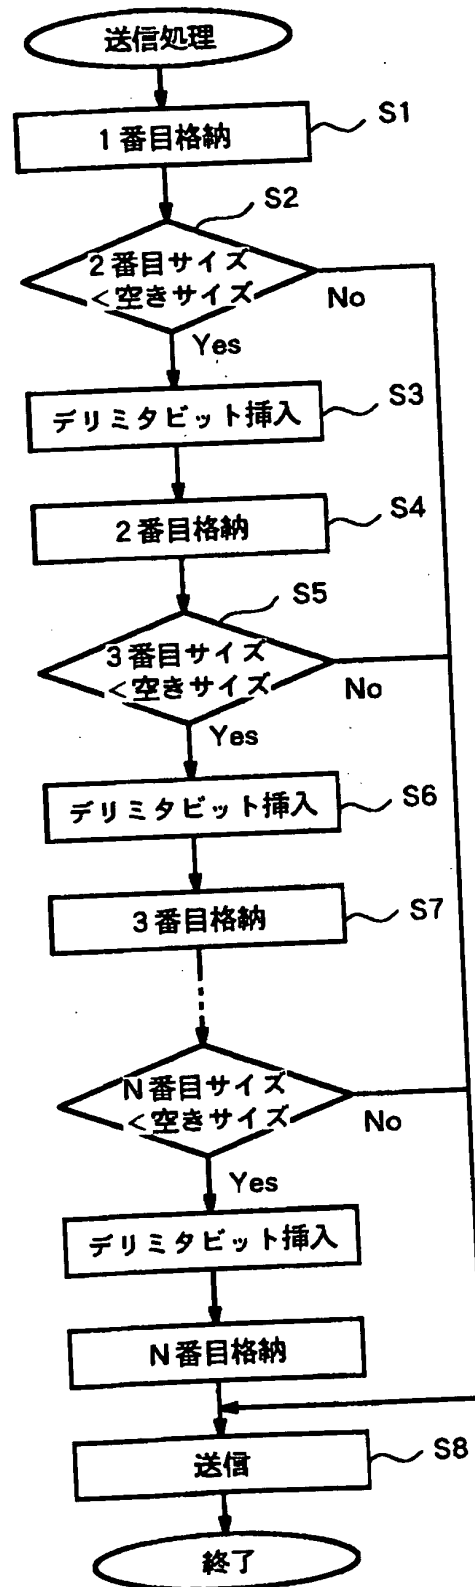 送信処理
1番目格納
S1
S2
2番目サイズ
<空きサイズ
No
Yes
デリミタビット挿入
S3
2番目格納
S4
S5
3番目サイズ
<空きサイズ
No
Yes
デリミタビット挿入
S6
3番目格納
S7
N番目サイズ
<空きサイズ
No
Yes
デリミタビット挿入
N番目格納
送信
S8
終了